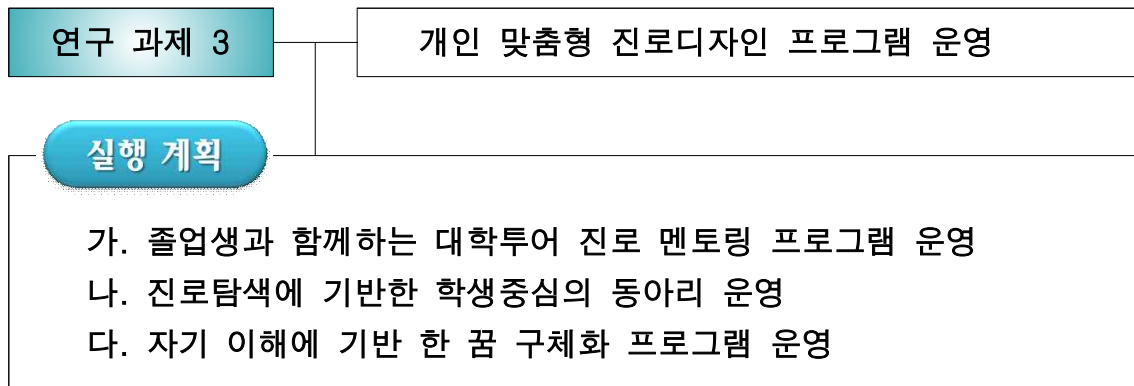 연구 과제 3
개인 맞춤형 진로디자인 프로그램 운영
실행 계획
가. 졸업생과 함께하는 대학투어 진로 멘토링 프로그램 운영
나. 진로탐색에 기반한 학생중심의 동아리 운영
다. 자기 이해에 기반 한 꿈 구체화 프로그램 운영